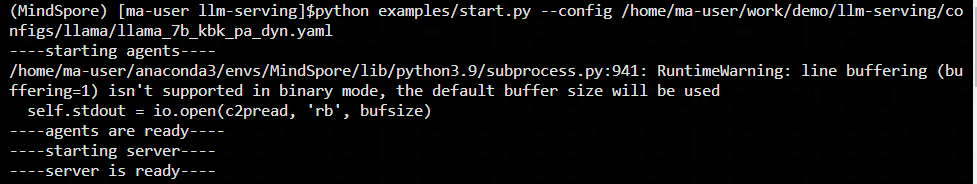 (MindSpore) [ma-user llm-serving]$python examples/start.py --config /home/ma-user/work/demo/llm-serving/co
nfigs/llama/llama_7b_kbk_pa_dyn.yaml
----starting agents----
/home/ma-user/anaconda3/envs/MindSpore/lib/python3.9/subprocess.py:941: RuntimeWarning: line buffering (bu
ffering=1) isn't supported in binary mode, the default buffer size will be used
  self.stdout = io.open(c2pread, 'rb', bufsize)
----agents are ready----
----starting server----
----server is ready----